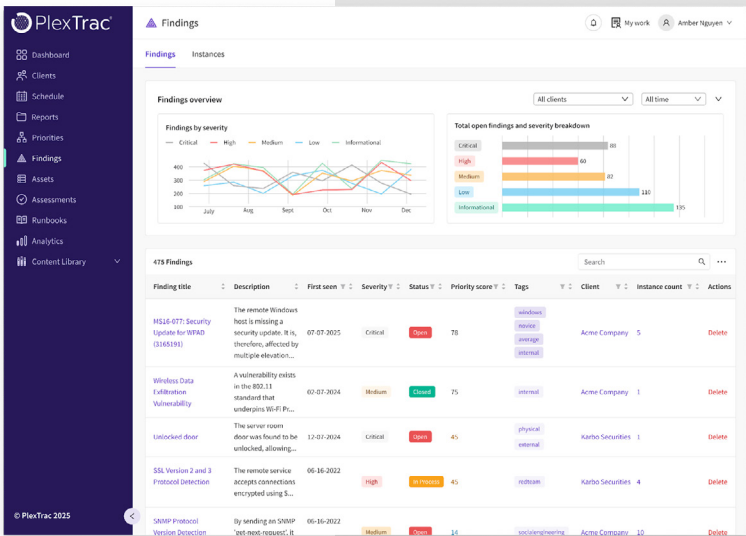 PlexTrac
Findings
My work
A
Amber Nguyen
Findings
Instances
Dashboard
Clients
Schedule
Reports
Priorities
Findings
Assets
Assessments
Runbooks
Analytics
Content Library
Findings overview
All clients
All time
Findings by severity
Critical High Medium Low Informational
400
300
200
100
July Aug Sept Oct Nov Dec
Total open findings and severity breakdown
Critical 88
High 60
Medium 82
Low 110
Informational 135
475 Findings
Search
Finding title Description First seen Severity Status Priority score Tags Client Instance count Actions
MS16-077: Security
Update for WPAD
(3165191)
The remote Windows
host is missing a
security update. It is,
therefore, affected by
multiple elevation...
07-07-2025
Critical
Open
78
windows
novice
average
internal
Acme Company
5
Delete
Wireless Data
Exfiltration
Vulnerability
A vulnerability exists
in the 802.11
standard that
underpins Wi-Fi Pr...
02-07-2024
Medium
Closed
75
internal
Acme Company
1
Delete
Unlocked door
The server room
door was found to be
unlocked, allowing...
12-07-2024
Critical
Open
45
physical
external
Karbo Securities
1
Delete
SSL Version 2 and 3
Protocol Detection
The remote service
accepts connections
encrypted using S...
06-16-2022
High
In Process
45
redteam
Karbo Securities
4
Delete
SNMP Protocol
Version Detection
By sending an SNMP
'get-next-request', it
06-16-2022
Medium
Open
14
socialengineering
Acme Company
10
Delete
© PlexTrac 2025